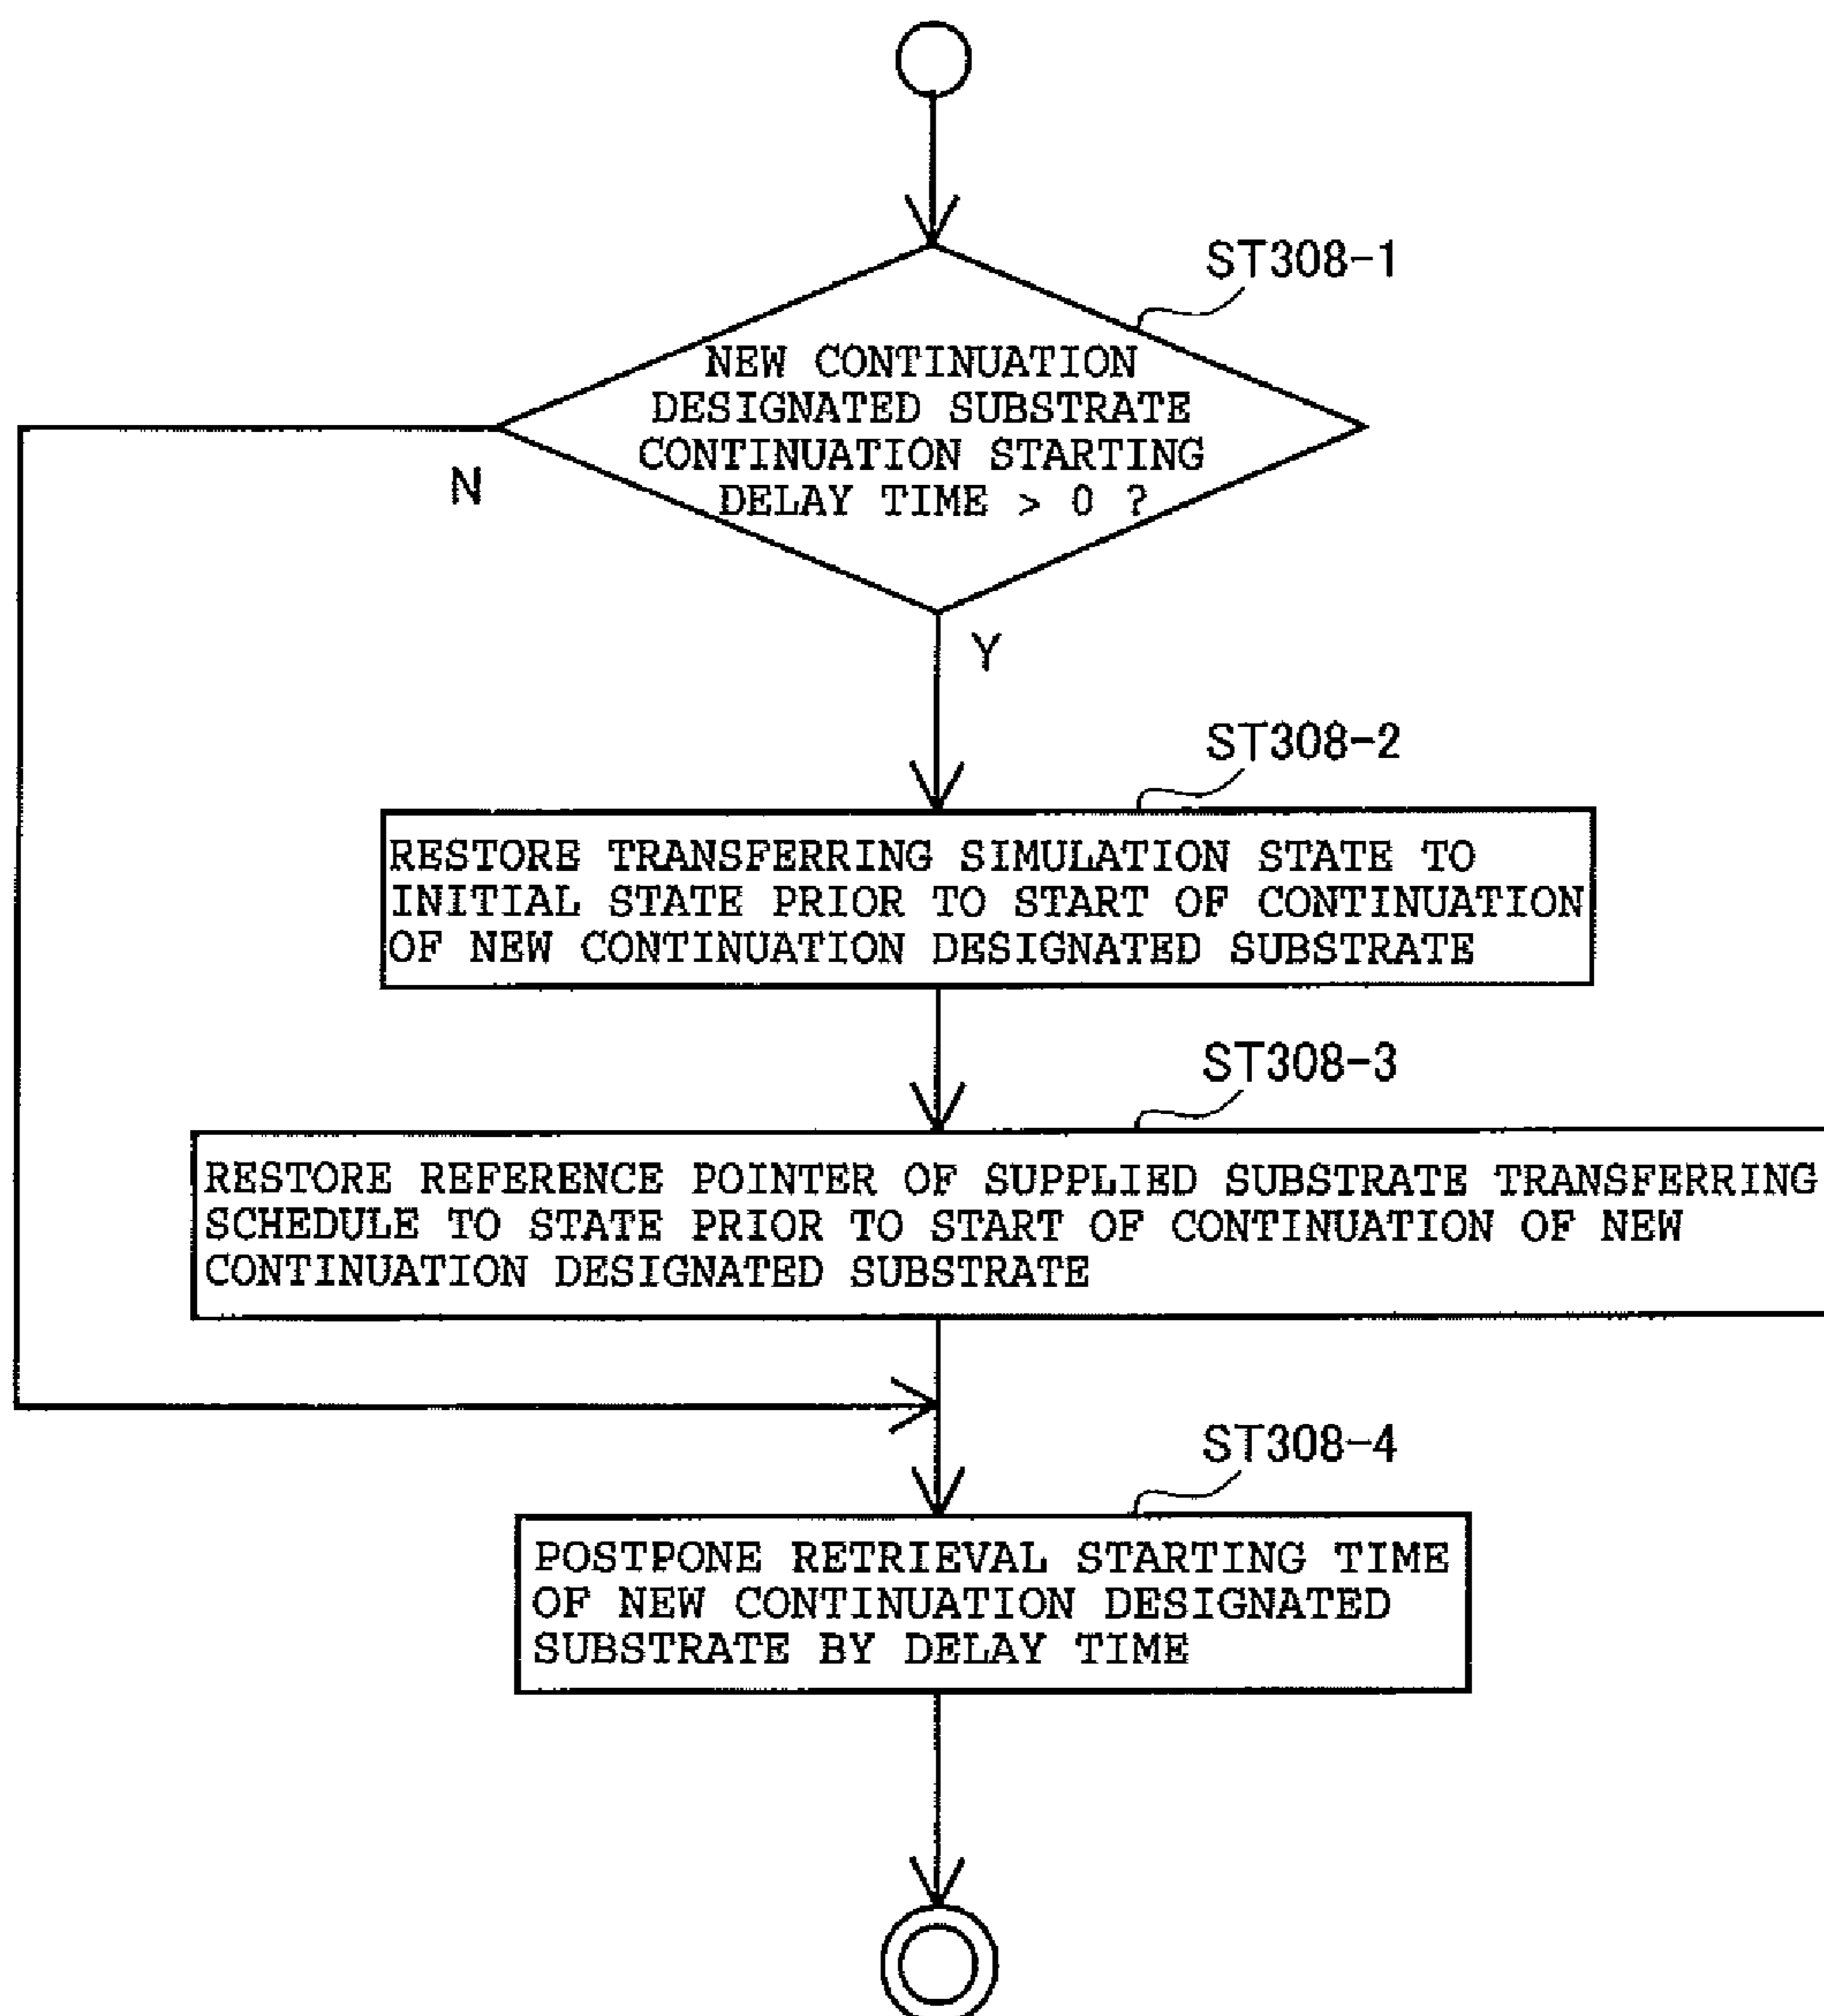 ST308-1
NEW CONTINUATION
DESIGNATED SUBSTRATE
CONTINUATION STARTING
DELAY TIME > 0 ?
N
Y
ST308-2
RESTORE TRANSFERRING SIMULATION STATE TO
INITIAL STATE PRIOR TO START OF CONTINUATION
OF NEW CONTINUATION DESIGNATED SUBSTRATE
ST308-3
RESTORE REFERENCE POINTER OF SUPPLIED SUBSTRATE TRANSFERRING
SCHEDULE TO STATE PRIOR TO START OF CONTINUATION OF NEW
CONTINUATION DESIGNATED SUBSTRATE
ST308-4
POSTPONE RETRIEVAL STARTING TIME
OF NEW CONTINUATION DESIGNATED
SUBSTRATE BY DELAY TIME